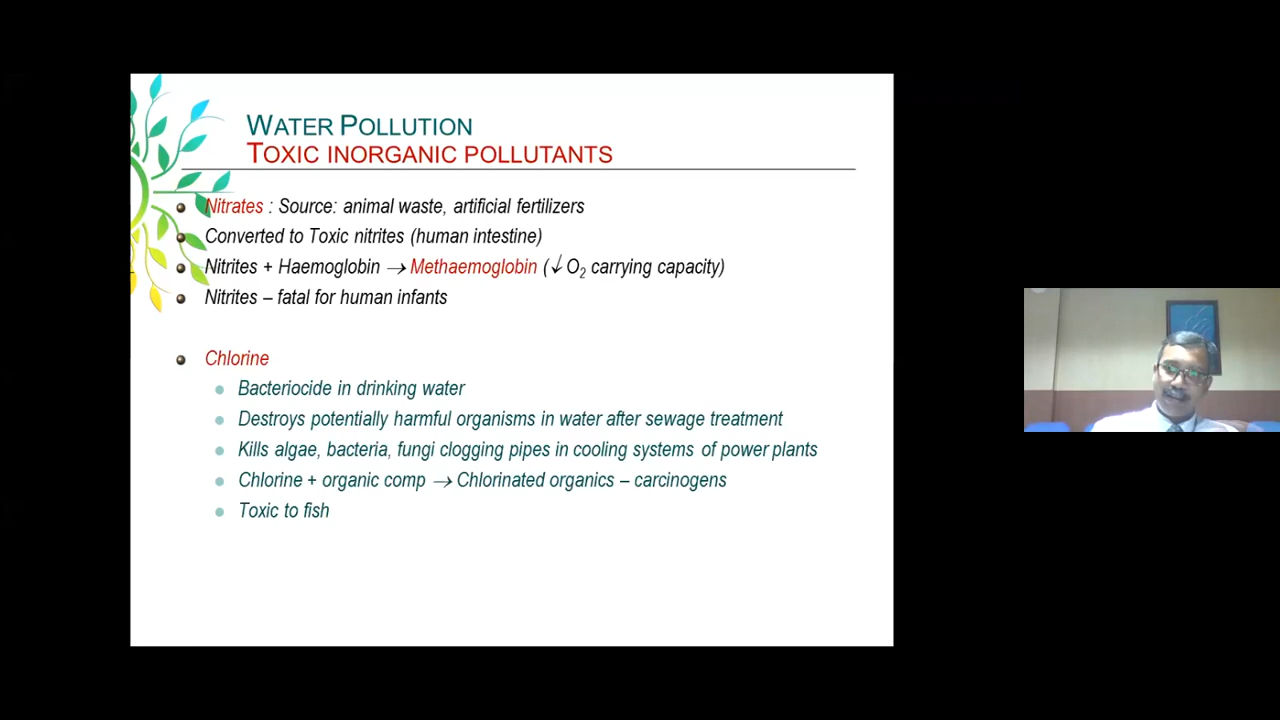 WATER POLLUTION
TOXIC INORGANIC POLLUTANTS
Nitrates : Source: animal waste, artificial fertilizers
Converted to Toxic nitrites (human intestine)
Nitrites + Haemoglobin → Methaemoglobin (↓ O₂ carrying capacity)
Nitrites – fatal for human infants
Chlorine
Bacteriocide in drinking water
Destroys potentially harmful organisms in water after sewage treatment
Kills algae, bacteria, fungi clogging pipes in cooling systems of power plants
Chlorine + organic comp → Chlorinated organics – carcinogens
Toxic to fish